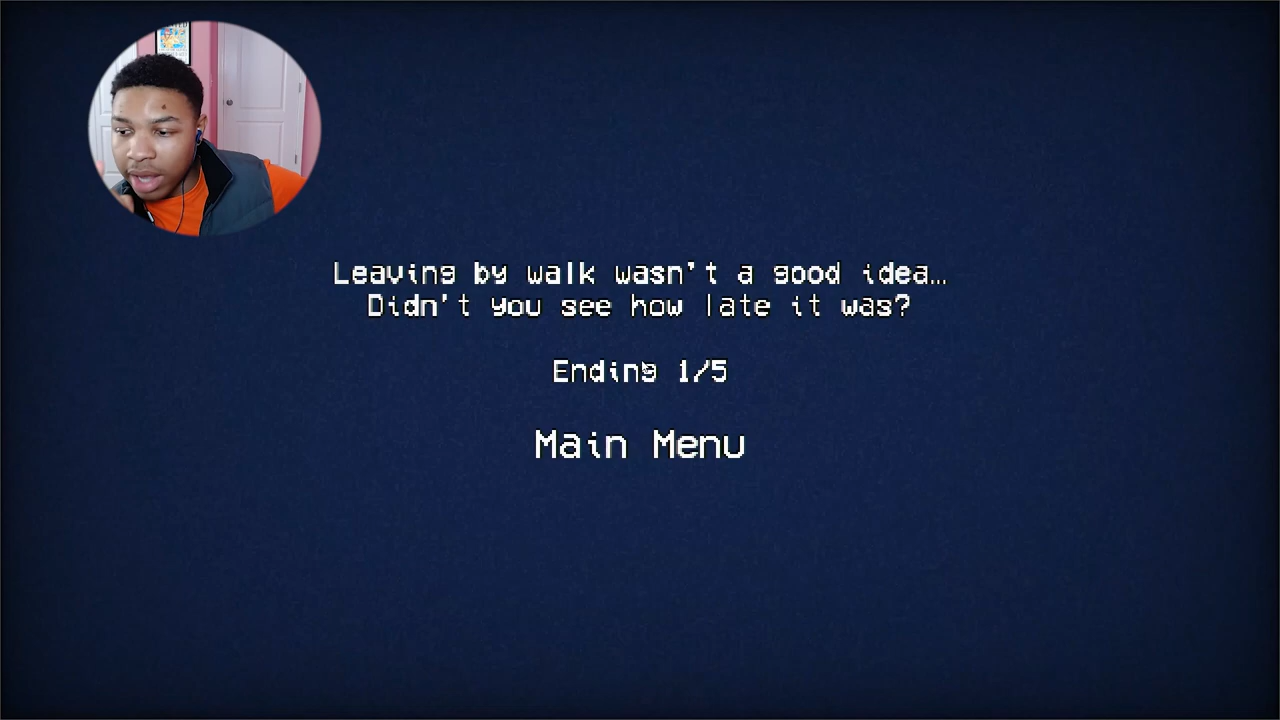 Leaving by walk wasn't a good idea…
Didn't you see how late it was?
Ending 1/5
Main Menu